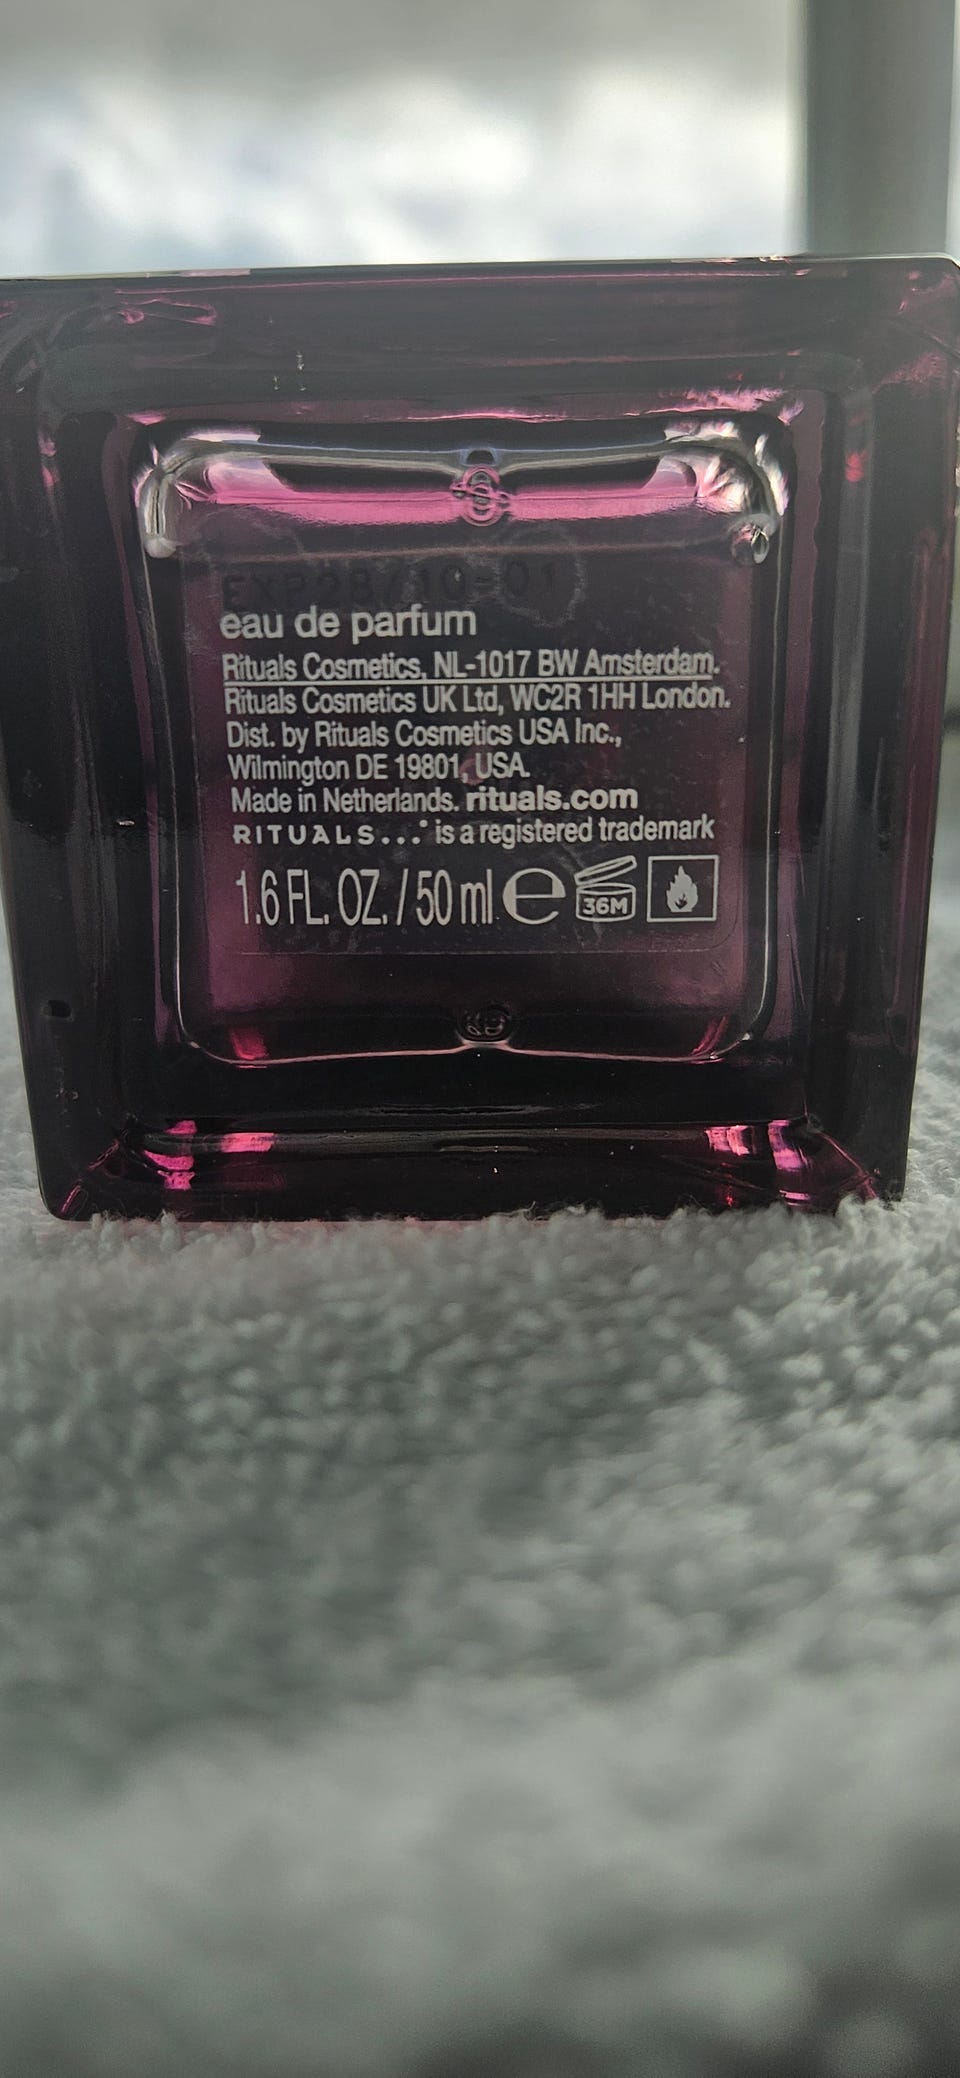 EXP28/10-01
eau de parfum
Rituals Cosmetics, NL-1017 BW Amsterdam.
Rituals Cosmetics UK Ltd, WC2R 1HH London.
Dist. by Rituals Cosmetics USA Inc.,
Wilmington DE 19801, USA.
Made in Netherlands. rituals.com
RITUALS...® is a registered trademark
1.6 FL. OZ. / 50 ml e 36M